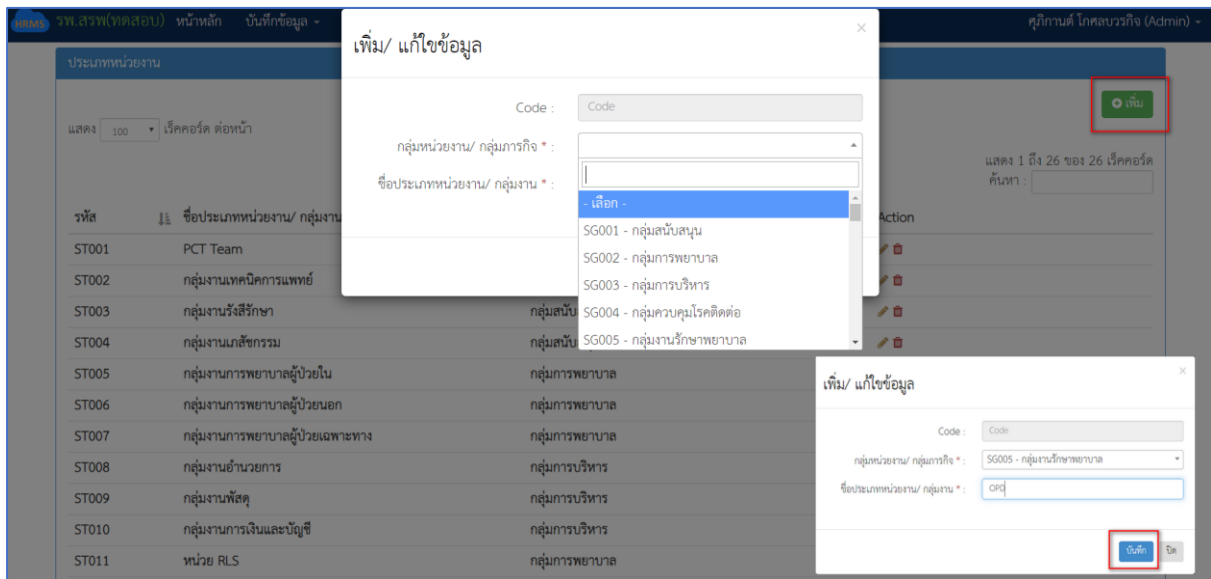 HRMS รพ.สรพ(ทดสอบ) หน้าหลัก บันทึกข้อมูล ศุภิกานต์ โกศลบวรกิจ (Admin)
ประเภทหน่วยงาน
เพิ่ม
แสดง 100 เร็คคอร์ด ต่อหน้า
แสดง 1 ถึง 26 ของ 26 เร็คคอร์ด
ค้นหา :
รหัส ชื่อประเภทหน่วยงาน/ กลุ่มงาน Action
ST001 PCT Team
ST002 กลุ่มงานเทคนิคการแพทย์
ST003 กลุ่มงานรังสีรักษา กลุ่มสนับ
ST004 กลุ่มงานเภสัชกรรม กลุ่มสนับ
ST005 กลุ่มงานการพยาบาลผู้ป่วยใน กลุ่มการพยาบาล
ST006 กลุ่มงานการพยาบาลผู้ป่วยนอก กลุ่มการพยาบาล
ST007 กลุ่มงานการพยาบาลผู้ป่วยเฉพาะทาง กลุ่มการพยาบาล
ST008 กลุ่มงานอำนวยการ กลุ่มการบริหาร
ST009 กลุ่มงานพัสดุ กลุ่มการบริหาร
ST010 กลุ่มงานการเงินและบัญชี กลุ่มการบริหาร
ST011 หน่วย RLS กลุ่มการพยาบาล
เพิ่ม/ แก้ไขข้อมูล
Code : Code
กลุ่มหน่วยงาน/ กลุ่มภารกิจ * :
ชื่อประเภทหน่วยงาน/ กลุ่มงาน * :
- เลือก -
SG001 - กลุ่มสนับสนุน
SG002 - กลุ่มการพยาบาล
SG003 - กลุ่มการบริหาร
SG004 - กลุ่มควบคุมโรคติดต่อ
SG005 - กลุ่มงานรักษาพยาบาล
เพิ่ม/ แก้ไขข้อมูล
Code : Code
กลุ่มหน่วยงาน/ กลุ่มภารกิจ * : SG005 - กลุ่มงานรักษาพยาบาล
ชื่อประเภทหน่วยงาน/ กลุ่มงาน * : OPD
บันทึก ปิด